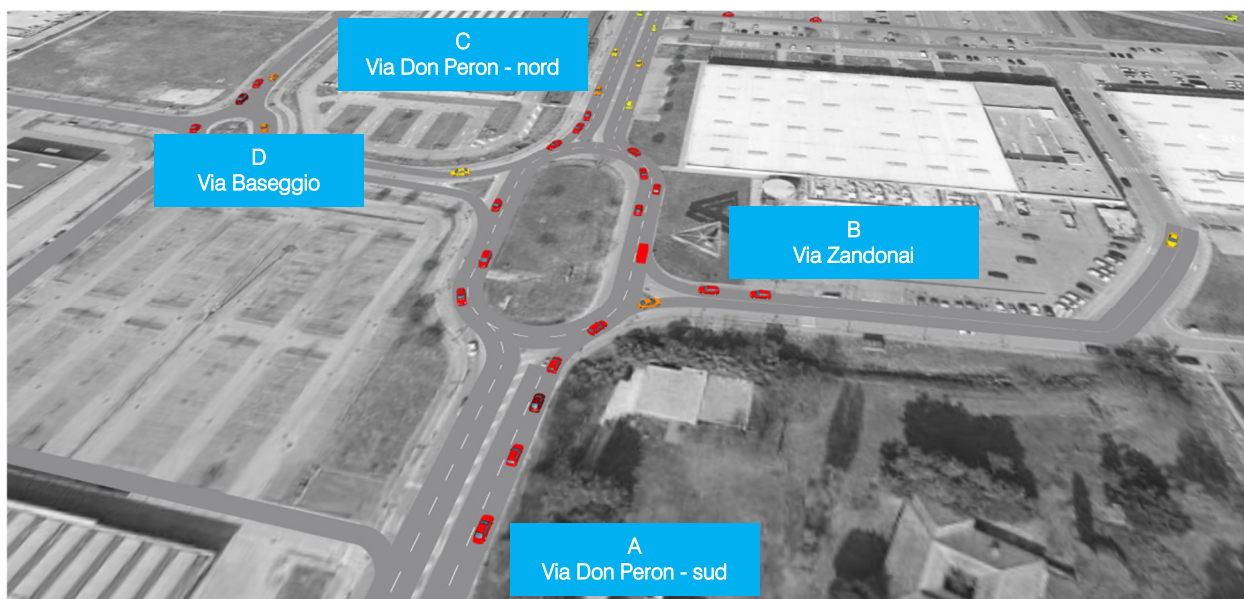 C
Via Don Peron - nord
D
Via Baseggio
B
Via Zandonai
A
Via Don Peron - sud